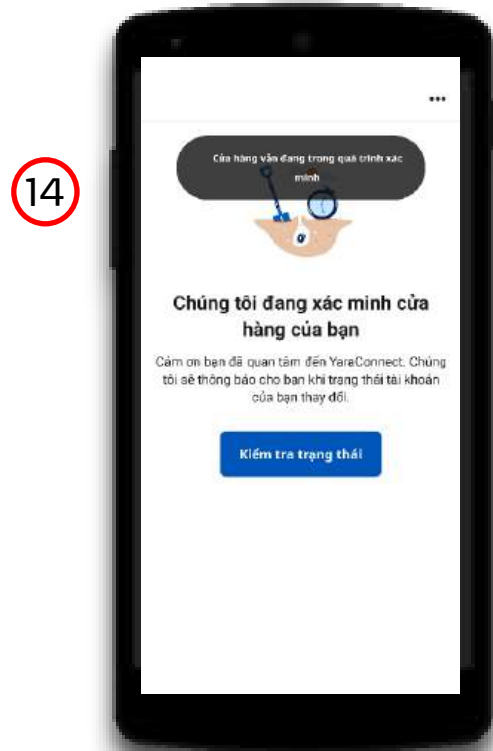 14
•••
Cửa hàng vẫn đang trong quá trình xác
minh
Chúng tôi đang xác minh cửa
hàng của bạn
Cảm ơn bạn đã quan tâm đến YaraConnect. Chúng
tôi sẽ thông báo cho bạn khi trạng thái tài khoản
của bạn thay đổi.
Kiểm tra trạng thái